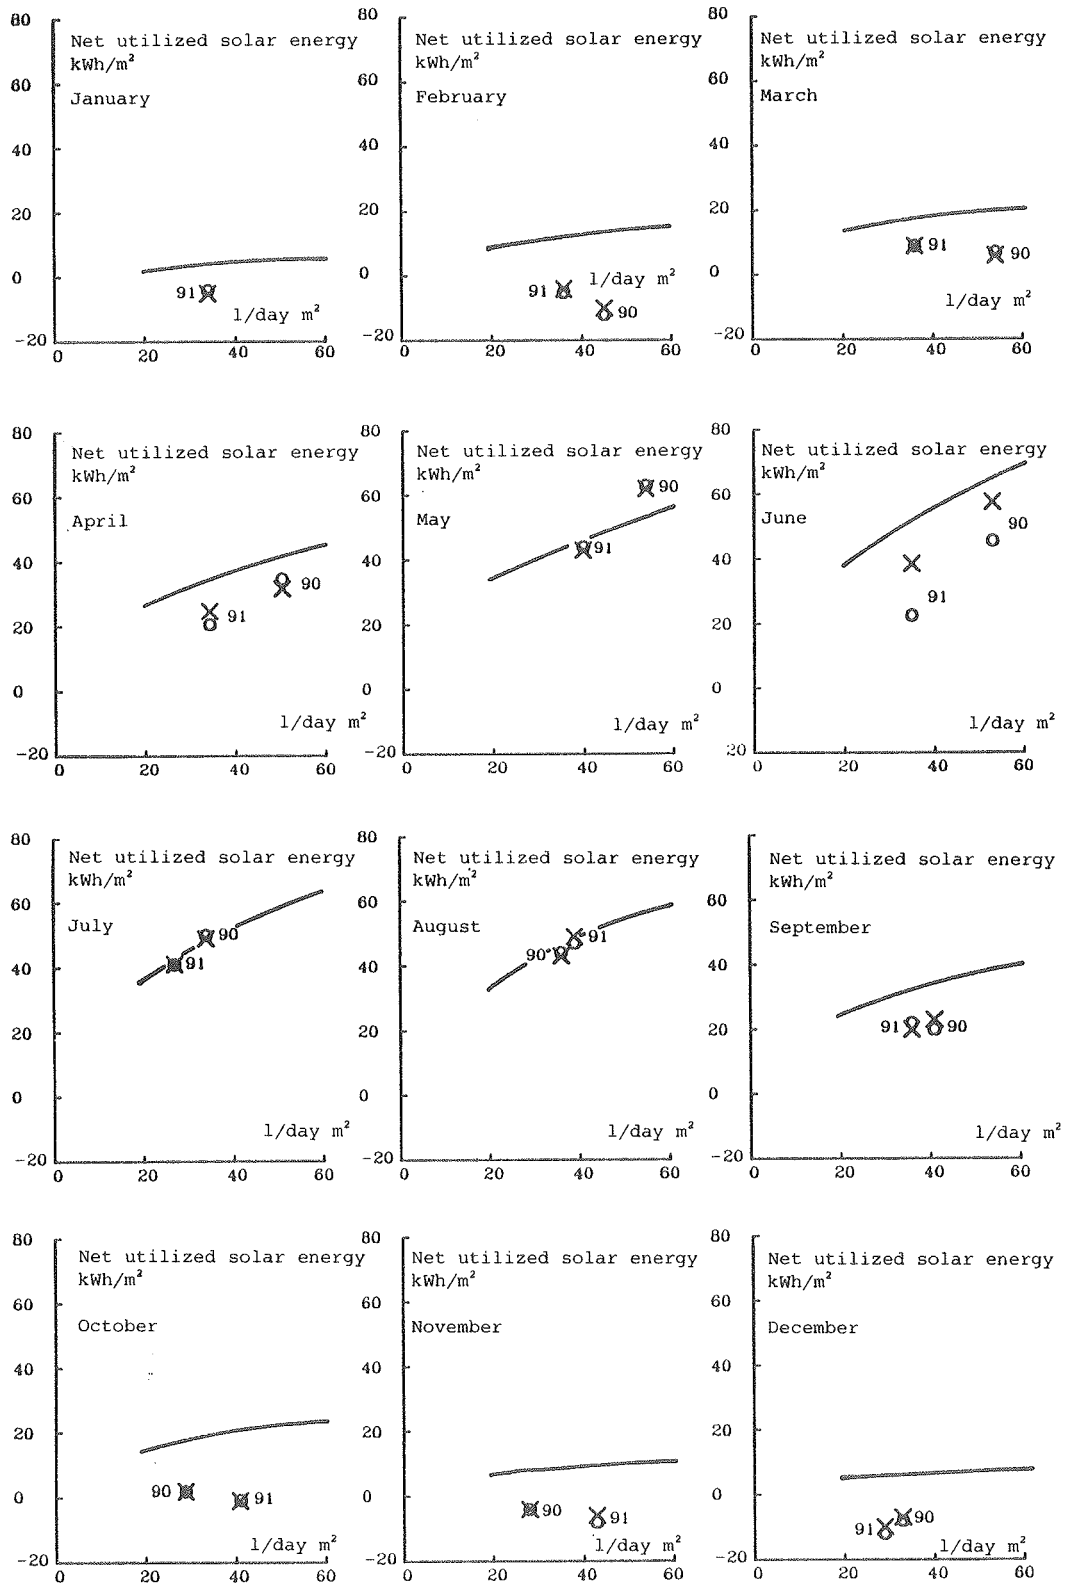 80
Net utilized solar energy
kWh/m²
60
January
40
20
0
91
l/day m²
-20
0 20 40 60
80
Net utilized solar energy
kWh/m²
60
February
40
20
0
l/day m²
91
90
-20
0 20 40 60
80
Net utilized solar energy
kWh/m²
60
March
40
20
91
90
0
l/day m²
-20
0 20 40 60
80
Net utilized solar energy
kWh/m²
60
April
40
90
91
20
0
l/day m²
-20
0 20 40 60
80
Net utilized solar energy
kWh/m²
90
60
May
91
40
20
0
l/day m²
-20
0 20 40 60
80
Net utilized solar energy
kWh/m²
60
June
90
40
91
20
0
l/day m²
20
0 20 40 60
80
Net utilized solar energy
kWh/m²
60
July
90
91
40
20
0
l/day m²
-20
0 20 40 60
80
Net utilized solar energy
kWh/m²
60
August
91
90
40
20
0
l/day m²
-20
0 20 40 60
80
Net utilized solar energy
kWh/m²
60
September
40
91 90
20
0
l/day m²
-20
0 20 40 60
80
Net utilized solar energy
kWh/m²
60
October
40
20
90
91
0
l/day m²
-20
0 20 40 60
80
Net utilized solar energy
kWh/m²
60
November
40
20
0
90
91
l/day m²
-20
0 20 40 60
80
Net utilized solar energy
kWh/m²
60
December
40
20
0
91 90
l/day m²
-20
0 20 40 60